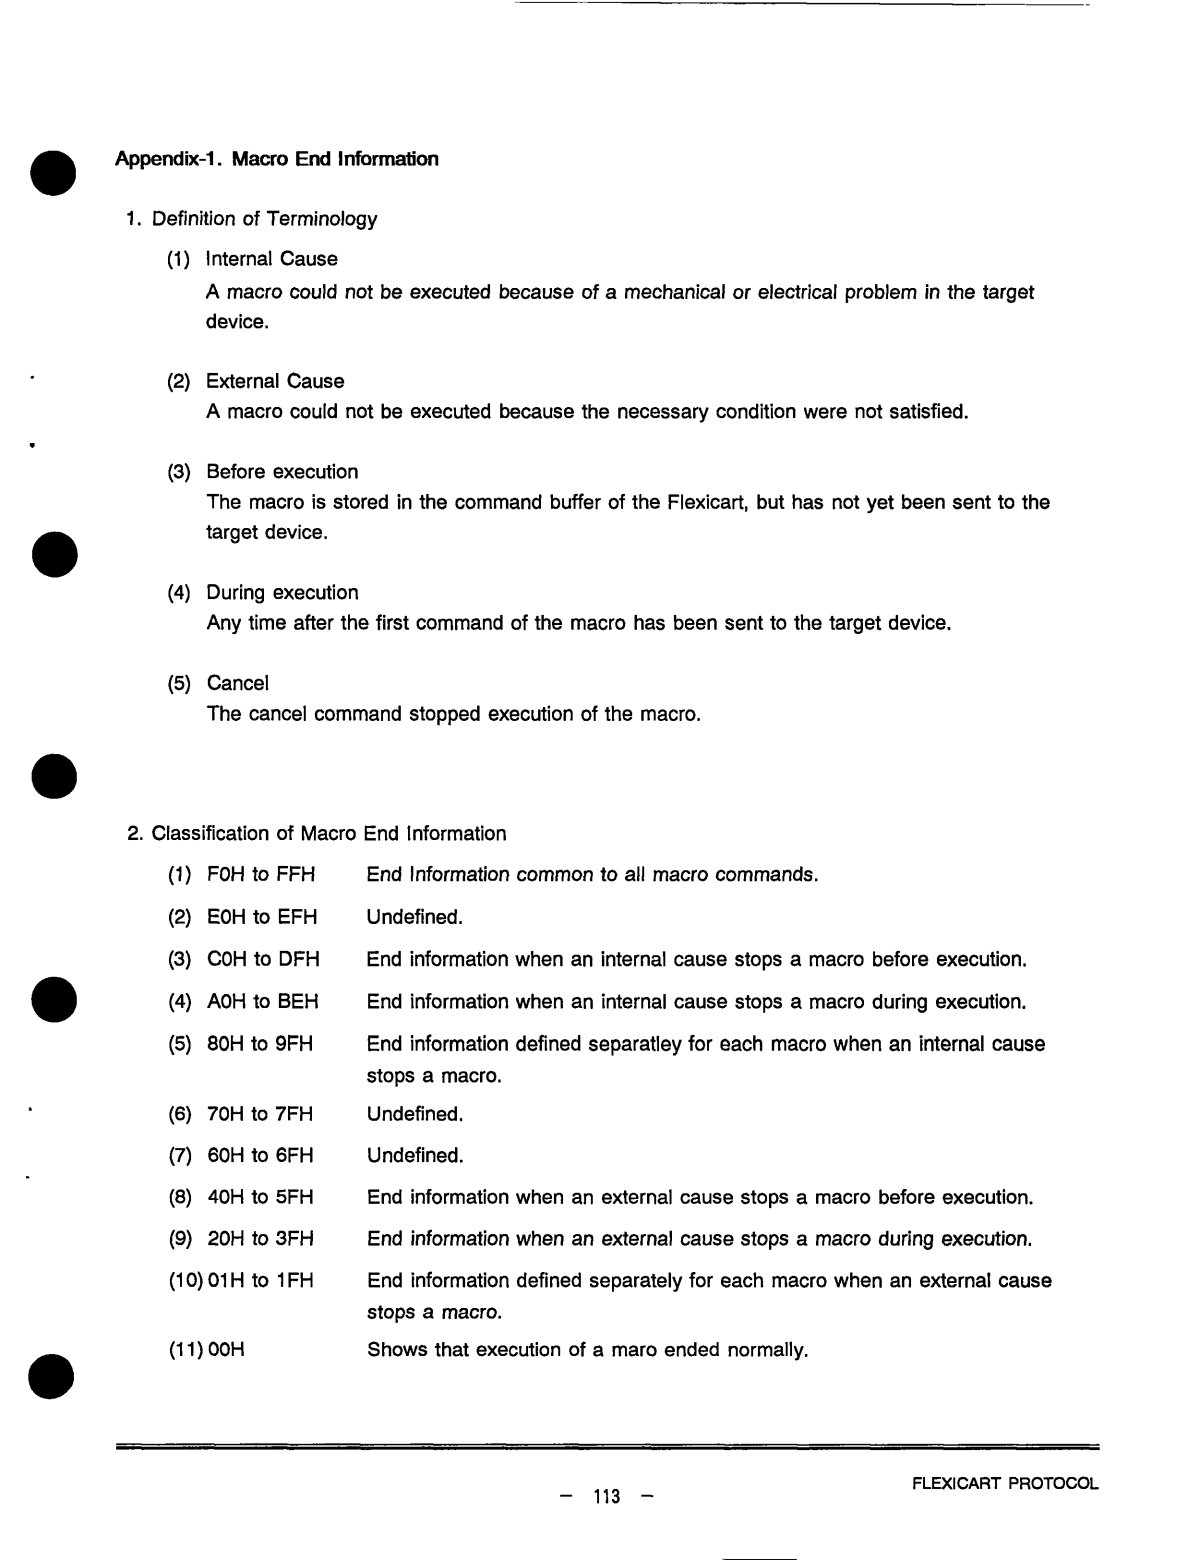 Appendix-1. Macro End Information
1. Definition of Terminology
(1) Internal Cause
A macro could not be executed because of a mechanical or electrical problem in the target
device.
(2) External Cause
A macro could not be executed because the necessary condition were not satisfied.
(3) Before execution
The macro is stored in the command buffer of the Flexicart, but has not yet been sent to the
target device.
(4) During execution
Any time after the first command of the macro has been sent to the target device.
(5) Cancel
The cancel command stopped execution of the macro.
2. Classification of Macro End Information
(1) F0H to FFH End Information common to all macro commands.
(2) E0H to EFH Undefined.
(3) C0H to DFH End information when an internal cause stops a macro before execution.
(4) A0H to BEH End information when an internal cause stops a macro during execution.
(5) 80H to 9FH End information defined separatley for each macro when an internal cause
stops a macro.
(6) 70H to 7FH Undefined.
(7) 60H to 6FH Undefined.
(8) 40H to 5FH End information when an external cause stops a macro before execution.
(9) 20H to 3FH End information when an external cause stops a macro during execution.
(10) 01H to 1FH End information defined separately for each macro when an external cause
stops a macro.
(11) 00H Shows that execution of a maro ended normally.
FLEXICART PROTOCOL
– 113 –